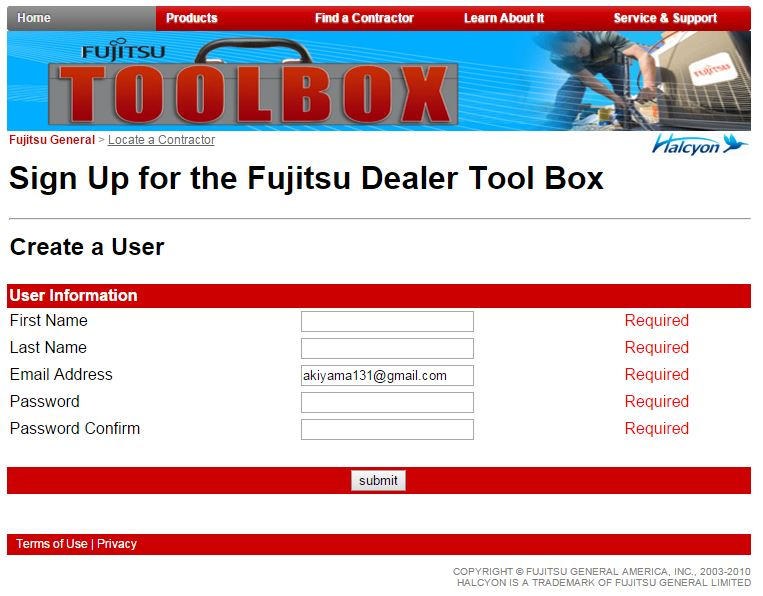 Home Products Find a Contractor Learn About It Service & Support
FUJITSU
TOOLBOX
FUJITSU
Fujitsu General > Locate a Contractor
Halcyon
Sign Up for the Fujitsu Dealer Tool Box
Create a User
User Information
First Name Required
Last Name Required
Email Address akiyama131@gmail.com Required
Password Required
Password Confirm Required
submit
Terms of Use | Privacy
COPYRIGHT © FUJITSU GENERAL AMERICA, INC., 2003-2010
HALCYON IS A TRADEMARK OF FUJITSU GENERAL LIMITED